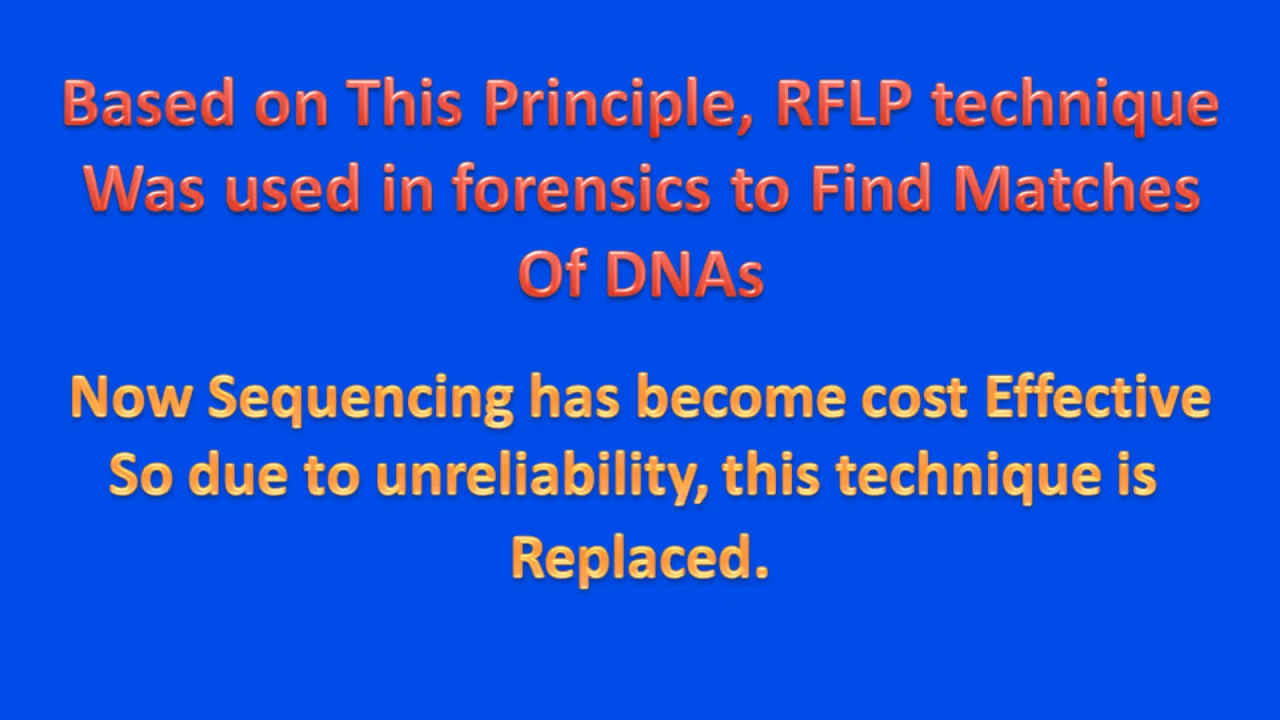 Based on This Principle, RFLP technique
Was used in forensics to Find Matches
Of DNAs
Now Sequencing has become cost Effective
So due to unreliability, this technique is
Replaced.